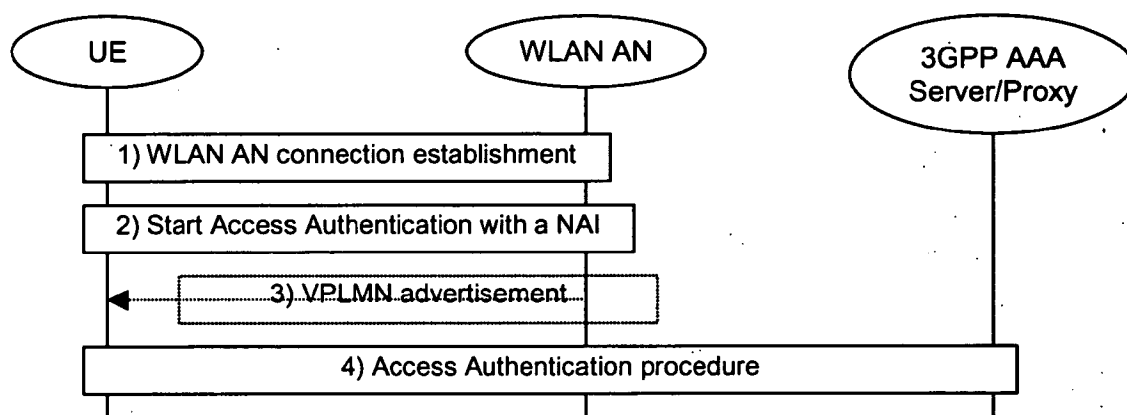 UE
WLAN AN
3GPP AAA
Server/Proxy
1) WLAN AN connection establishment
2) Start Access Authentication with a NAI
3) VPLMN advertisement
4) Access Authentication procedure